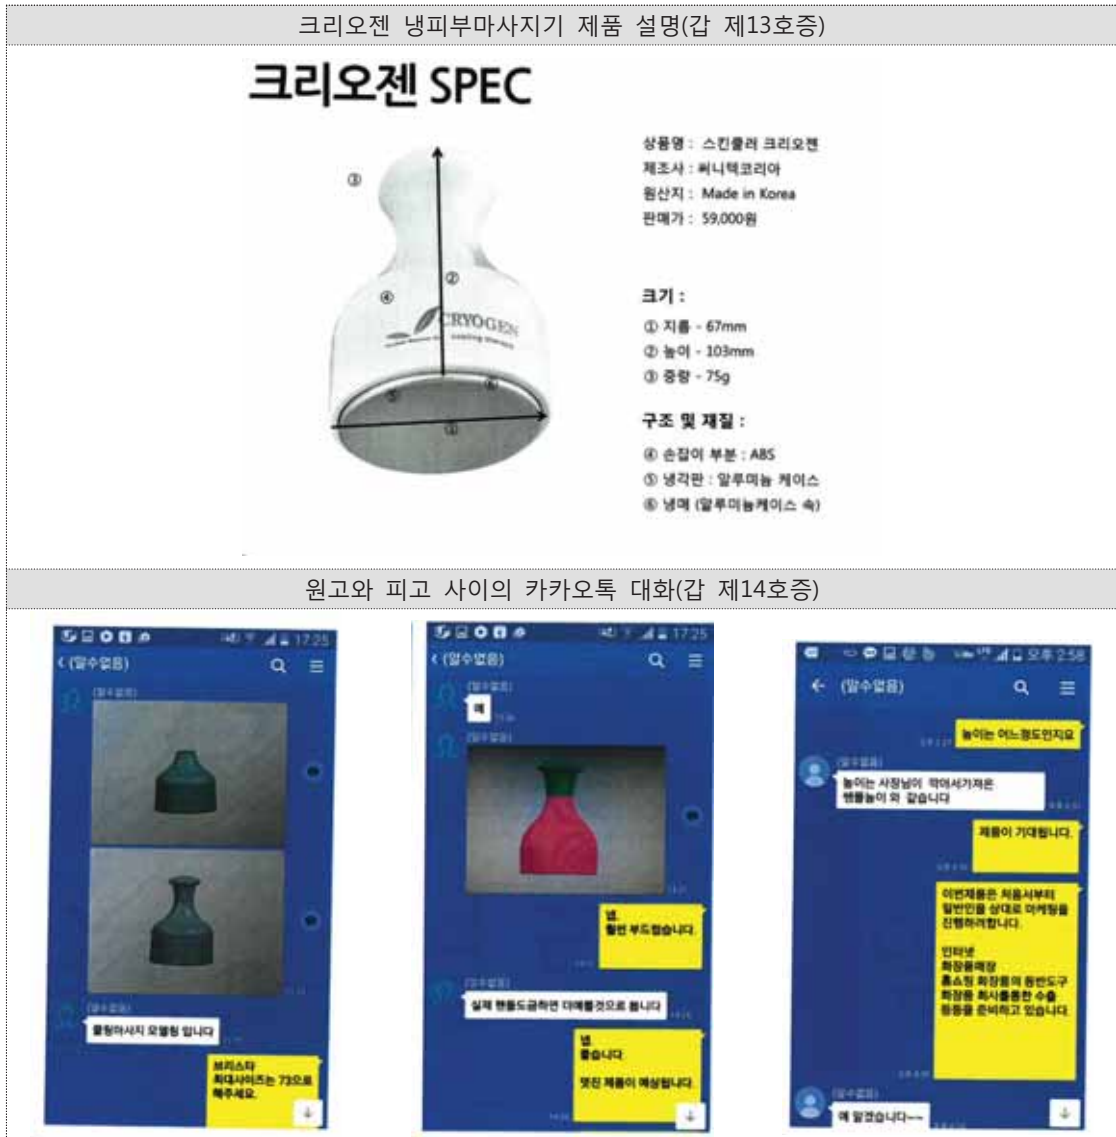 크리오젠 냉피부마사지기 제품 설명(갑 제13호증)
크리오젠 SPEC
상품명 : 스킨쿨러 크리오젠
제조사 : 써니텍코리아
원산지 : Made in Korea
판매가 : 59,000원
③
②
④
CRYOGEN
⑤
⑥
①
크기 :
① 지름 - 67mm
② 높이 - 103mm
③ 중량 - 75g
구조 및 재질 :
④ 손잡이 부분 : ABS
⑤ 냉각판 : 알루미늄 케이스
⑥ 냉매 (알루미늄케이스 속)
원고와 피고 사이의 카카오톡 대화(갑 제14호증)
17:25
(알수없음)
(알수없음)
(알수없음)
쿨링마사지 모델링 입니다
브리스타
최대사이즈는 73으로
해주세요.
17:25
(알수없음)
(알수없음)
예
(알수없음)
넵.
훨씬 부드럽습니다.
(알수없음)
실제 핸들도금하면 더예쁠것으로 봅니다
넵.
좋습니다.
멋진 제품이 예상됩니다.
오후 2:58
(알수없음)
높이는 어느정도인지요
(알수없음)
높이는 사장님이 깍아서가져온
핸들높이 와 같습니다
제품이 기대됩니다.
이번제품은 처음서부터
일반인을 상대로 마케팅을
진행하려합니다.
인터넷
화장품매장
홈쇼핑 화장품의 동반도구
화장품 회사를통한 수출
등등을 준비하고 있습니다
(알수없음)
예 알겠습니다~~